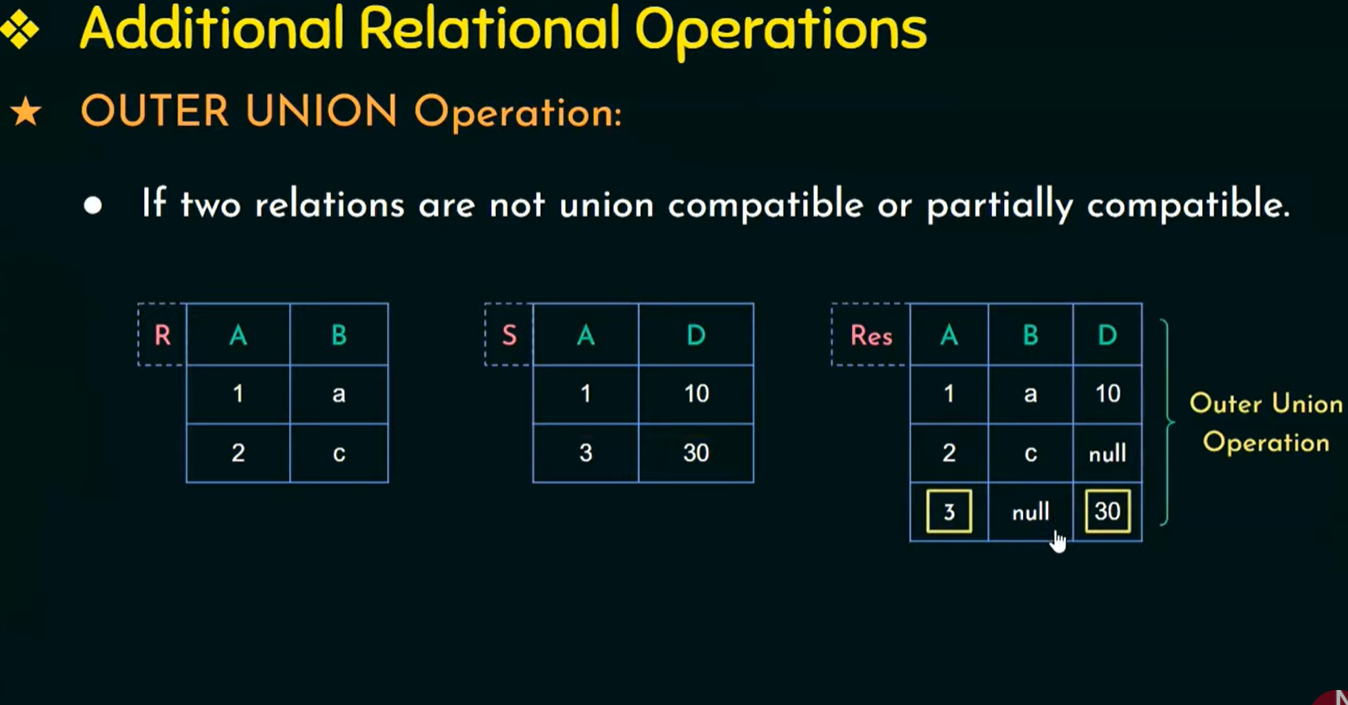 Additional Relational Operations
OUTER UNION Operation:
If two relations are not union compatible or partially compatible.
R A B
1 a
2 c
S A D
1 10
3 30
Res A B D
1 a 10
2 c null
3 null 30
Outer Union
Operation